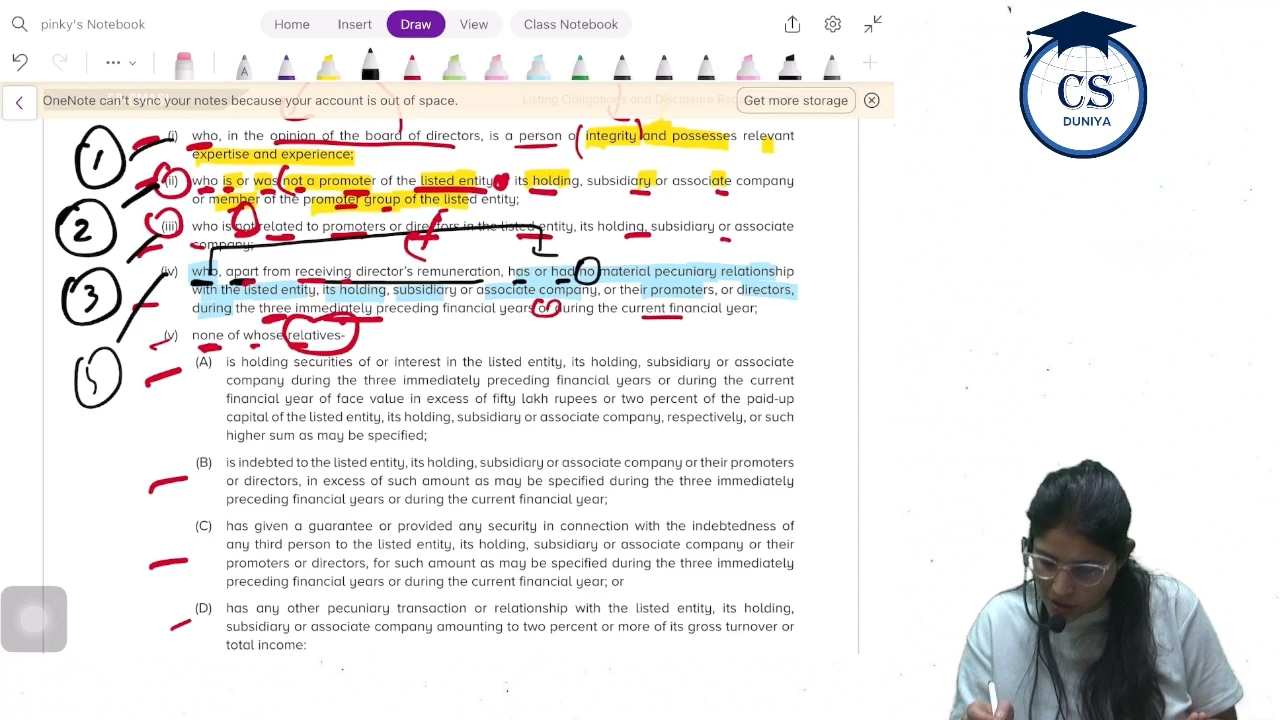 pinky's Notebook
Home Insert Draw View Class Notebook
A
OneNote can't sync your notes because your account is out of space.
Get more storage
CS
DUNIYA
(i) who, in the opinion of the board of directors, is a person of integrity and possesses relevant
expertise and experience;
(ii) who is or was not a promoter of the listed entity its holding, subsidiary or associate company
or member of the promoter group of the listed entity;
(iii) who is not related to promoters or directors in the listed entity, its holding, subsidiary or associate
company;
(iv) who, apart from receiving director's remuneration, has or had no material pecuniary relationship
with the listed entity, its holding, subsidiary or associate company, or their promoters, or directors,
during the three immediately preceding financial years or during the current financial year;
(v) none of whose relatives-
(A) is holding securities of or interest in the listed entity, its holding, subsidiary or associate
company during the three immediately preceding financial years or during the current
financial year of face value in excess of fifty lakh rupees or two percent of the paid-up
capital of the listed entity, its holding, subsidiary or associate company, respectively, or such
higher sum as may be specified;
(B) is indebted to the listed entity, its holding, subsidiary or associate company or their promoters
or directors, in excess of such amount as may be specified during the three immediately
preceding financial years or during the current financial year;
(C) has given a guarantee or provided any security in connection with the indebtedness of
any third person to the listed entity, its holding, subsidiary or associate company or their
promoters or directors, for such amount as may be specified during the three immediately
preceding financial years or during the current financial year; or
(D) has any other pecuniary transaction or relationship with the listed entity, its holding,
subsidiary or associate company amounting to two percent or more of its gross turnover or
total income:
1
2
3